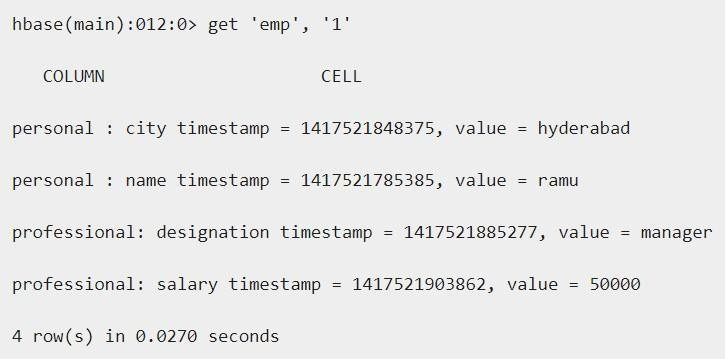 hbase(main):012:0> get 'emp', '1'
COLUMN CELL
personal : city timestamp = 1417521848375, value = hyderabad
personal : name timestamp = 1417521785385, value = ramu
professional: designation timestamp = 1417521885277, value = manager
professional: salary timestamp = 1417521903862, value = 50000
4 row(s) in 0.0270 seconds